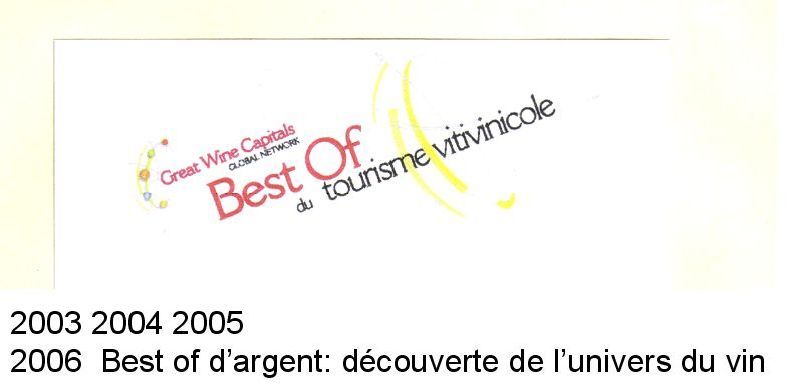 Great Wine Capitals
GLOBAL NETWORK
Best Of
du tourisme vitivinicole
2003 2004 2005
2006 Best of d’argent: découverte de l’univers du vin